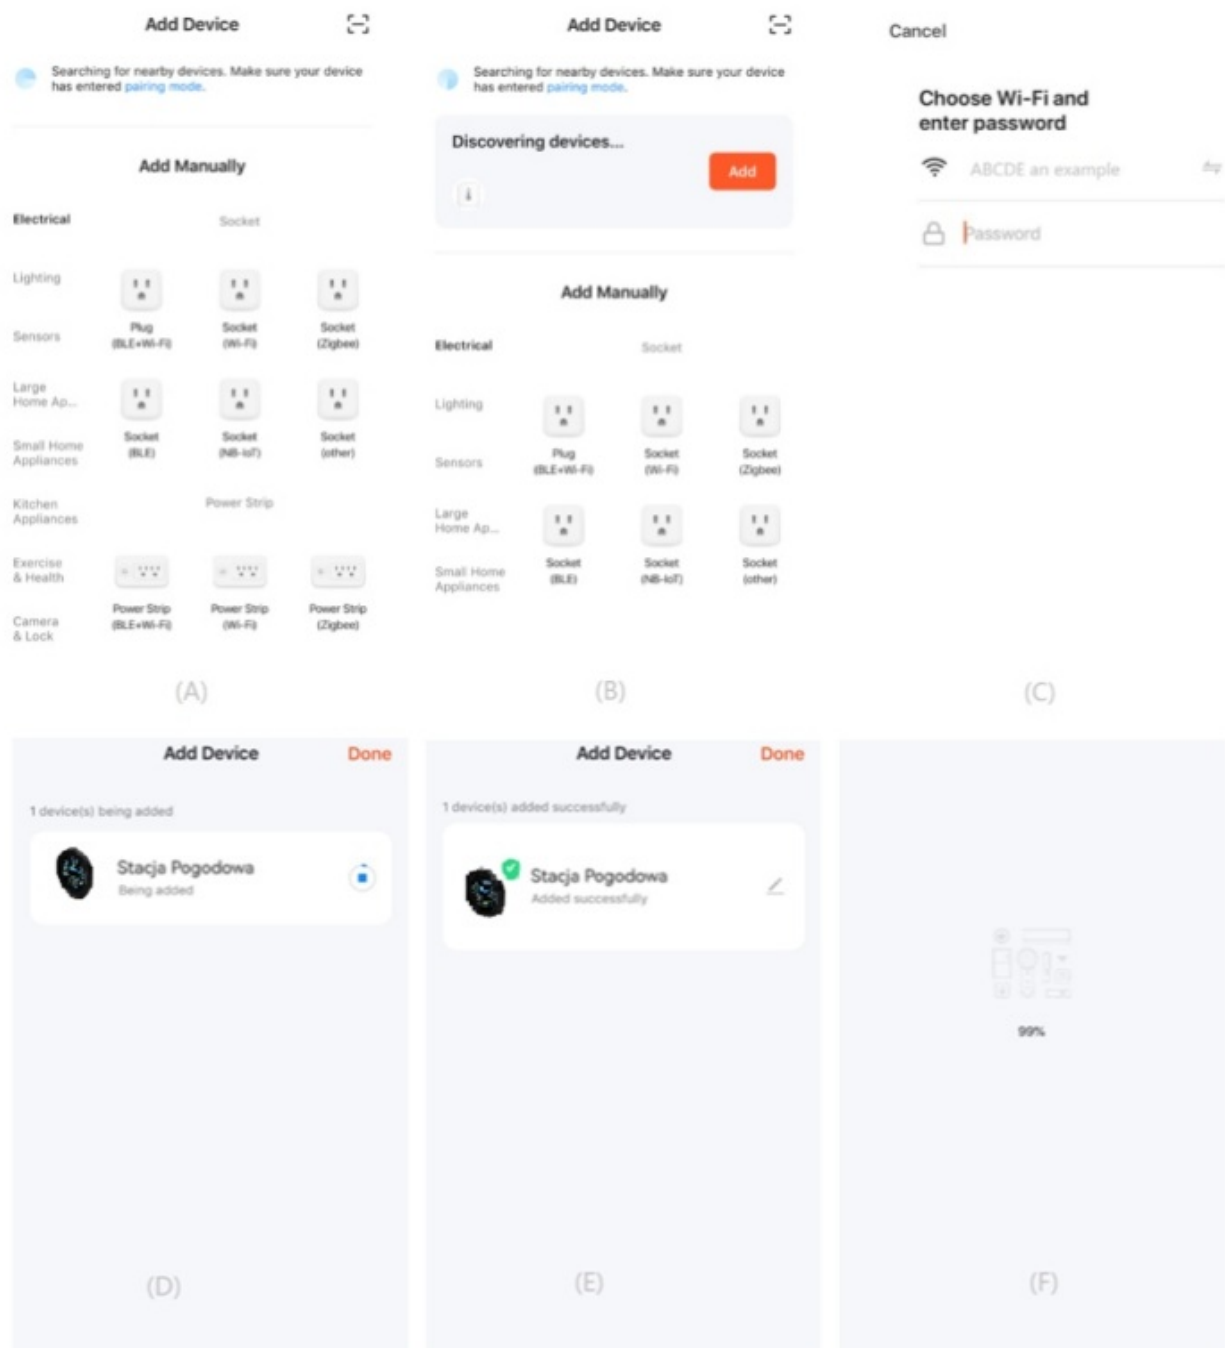 Add Device
Searching for nearby devices. Make sure your device
has entered pairing mode.
Add Manually
Electrical
Socket
Lighting
Sensors
Large
Home Ap...
Small Home
Appliances
Kitchen
Appliances
Exercise
& Health
Camera
& Lock
Plug
(BLE+Wi-Fi)
Socket
(Wi-Fi)
Socket
(Zigbee)
Socket
(BLE)
Socket
(NB-IoT)
Socket
(other)
Power Strip
Power Strip
(BLE+Wi-Fi)
Power Strip
(Wi-Fi)
Power Strip
(Zigbee)
(A)
Add Device
Searching for nearby devices. Make sure your device
has entered pairing mode.
Discovering devices...
Add
Add Manually
Electrical
Socket
Lighting
Sensors
Large
Home Ap...
Small Home
Appliances
Plug
(BLE+Wi-Fi)
Socket
(Wi-Fi)
Socket
(Zigbee)
Socket
(BLE)
Socket
(NB-IoT)
Socket
(other)
(B)
Cancel
Choose Wi-Fi and
enter password
ABCDE an example
Password
(C)
Add Device
Done
1 device(s) being added
Stacja Pogodowa
Being added
(D)
Add Device
Done
1 device(s) added successfully
Stacja Pogodowa
Added successfully
(E)
99%
(F)